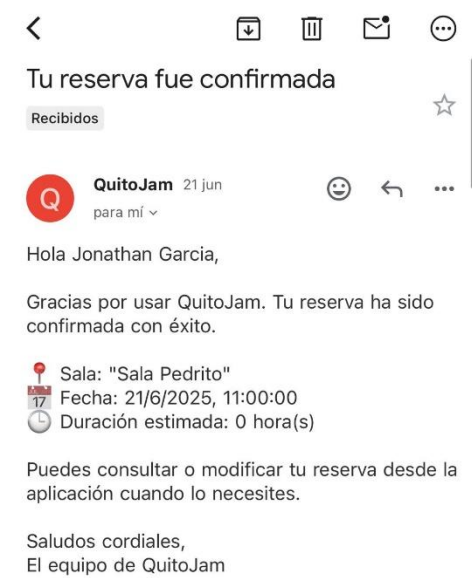 Tu reserva fue confirmada
Recibidos
Q
QuitoJam 21 jun
para mí
Hola Jonathan Garcia,
Gracias por usar QuitoJam. Tu reserva ha sido
confirmada con éxito.
📍 Sala: "Sala Pedrito"
📅 Fecha: 21/6/2025, 11:00:00
🕒 Duración estimada: 0 hora(s)
Puedes consultar o modificar tu reserva desde la
aplicación cuando lo necesites.
Saludos cordiales,
El equipo de QuitoJam